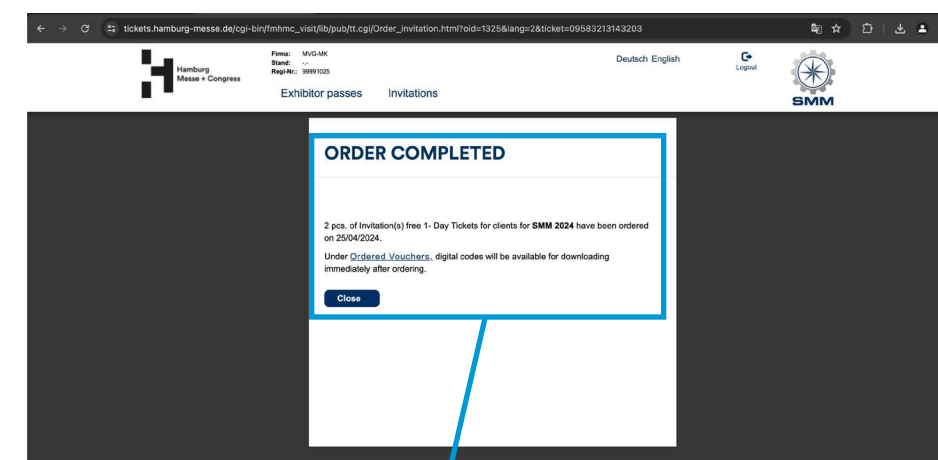 tickets.hamburg-messe.de/cgi-bin/fmhmc_visit/lib/pub/tt.cgi/Order_invitation.html?oid=1325&lang=2&ticket=09583213143203
Hamburg
Messe + Congress
Firma: MVG-MK
Stand: -.-
Regi-Nr.: 99991025
Deutsch English
Logout
Exhibitor passes Invitations
SMM
ORDER COMPLETED
2 pcs. of Invitation(s) free 1- Day Tickets for clients for SMM 2024 have been ordered
on 25/04/2024.
Under Ordered Vouchers, digital codes will be available for downloading
immediately after ordering.
Close